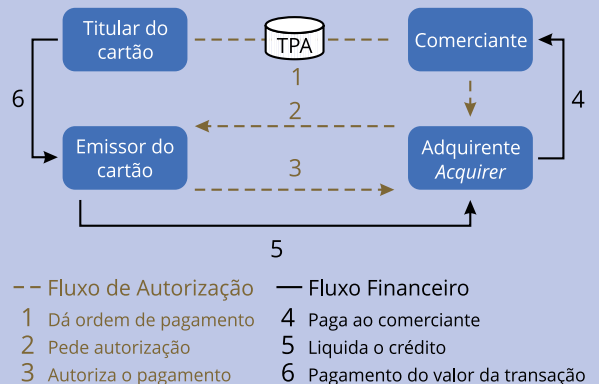 Titular do
cartão
TPA
Comerciante
1
6
4
2
Emissor do
cartão
3
Adquirente
Acquirer
5
Fluxo de Autorização
Fluxo Financeiro
1 Dá ordem de pagamento
4 Paga ao comerciante
2 Pede autorização
5 Liquida o crédito
3 Autoriza o pagamento
6 Pagamento do valor da transação